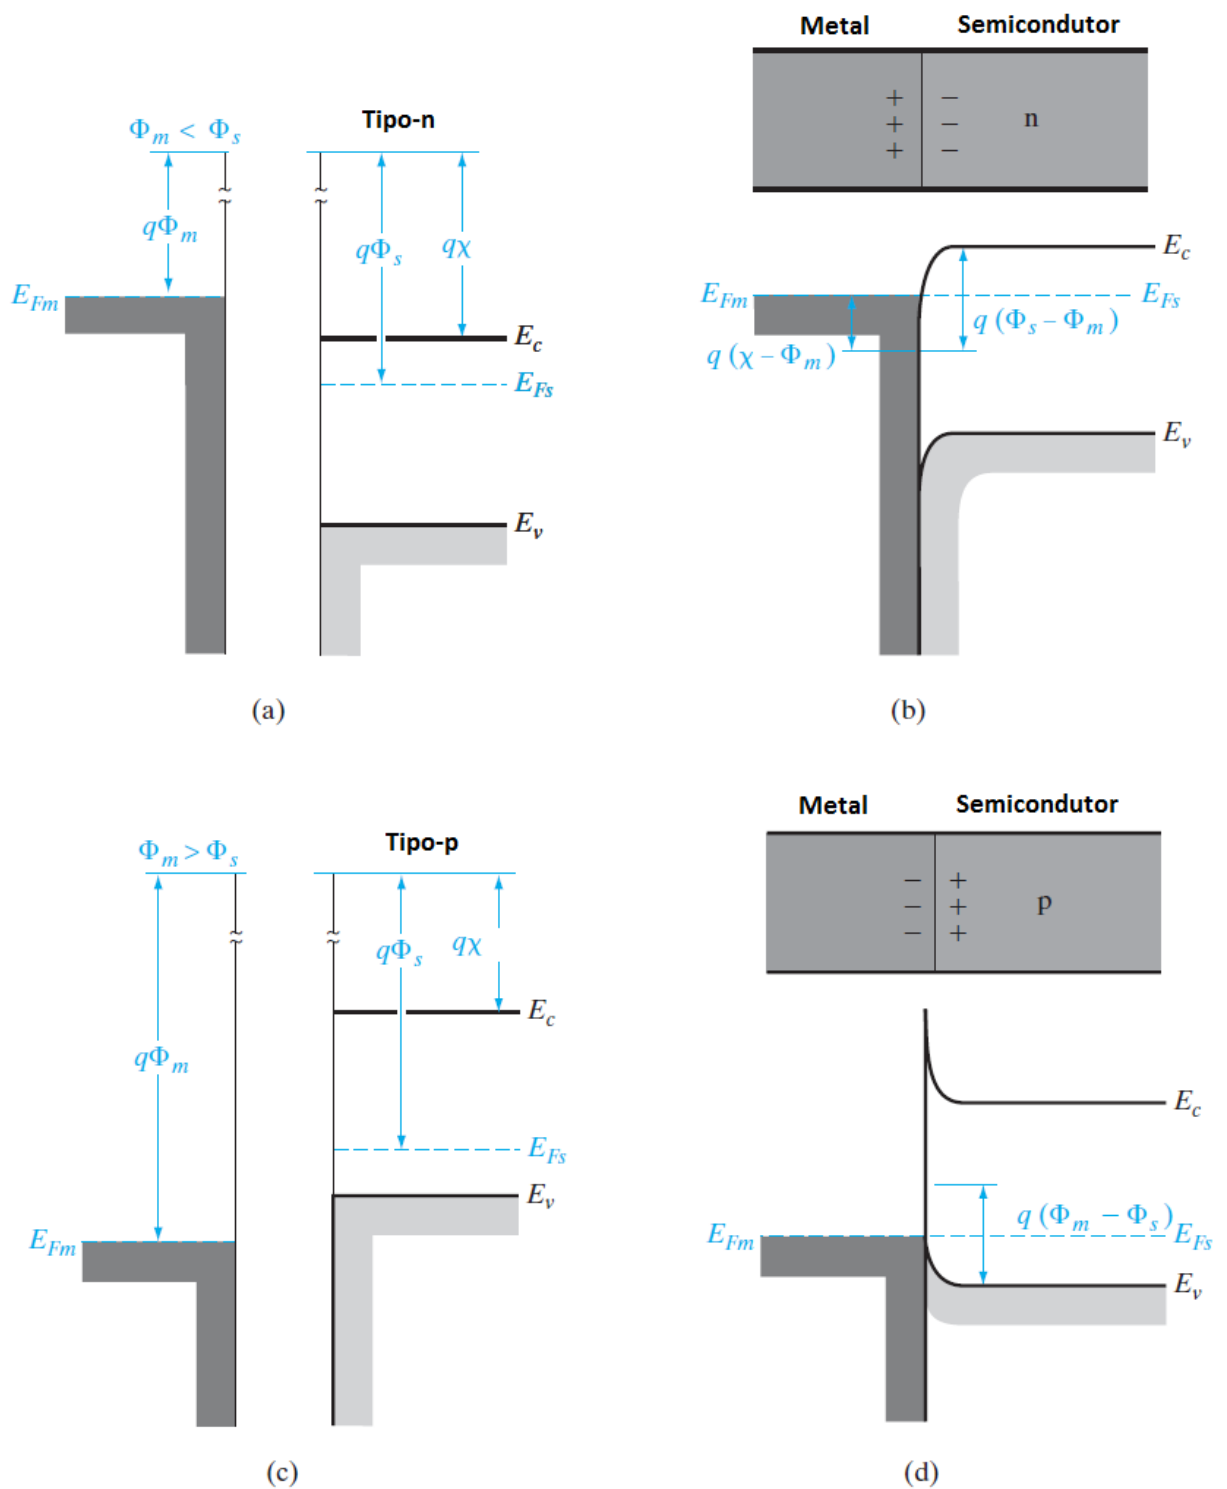 Φm < Φs
Tipo-n
qΦm
qΦs
qχ
EFm
Ec
EFs
Ev
(a)
Metal
Semicondutor
+ −
+ −
+ −
n
Ec
EFm
EFs
q (Φs − Φm)
q (χ − Φm)
Ev
(b)
Φm > Φs
Tipo-p
qΦm
qΦs
qχ
Ec
EFs
Ev
EFm
(c)
Metal
Semicondutor
− +
− +
− +
p
Ec
q (Φm − Φs)
EFm
EFs
Ev
(d)